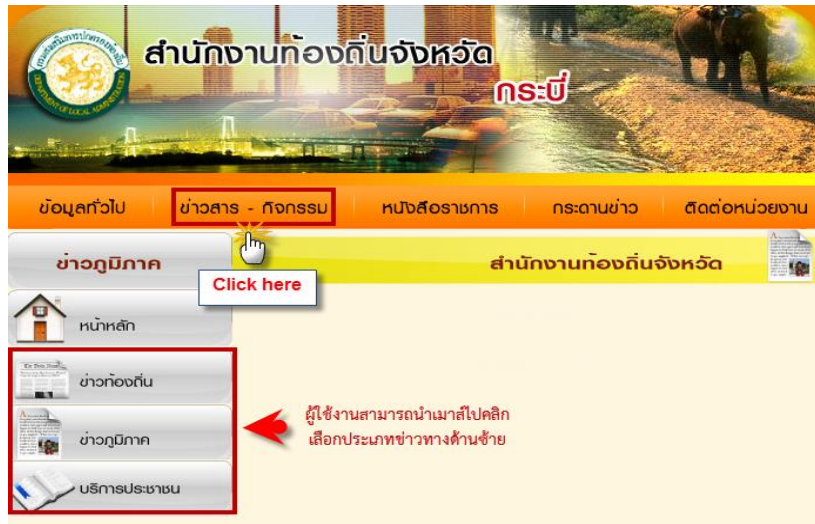 สำนักงานท้องถิ่นจังหวัด
กระบี่
ข้อมูลทั่วไป ข่าวสาร - กิจกรรม หนังสือราชการ กระดานข่าว ติดต่อหน่วยงาน
ข่าวภูมิภาค สำนักงานท้องถิ่นจังหวัด
Click here
หน้าหลัก
ข่าวท้องถิ่น
ข่าวภูมิภาค
บริการประชาชน
ผู้ใช้งานสามารถนำเมาส์ไปคลิก
เลือกประเภทข่าวทางด้านซ้าย